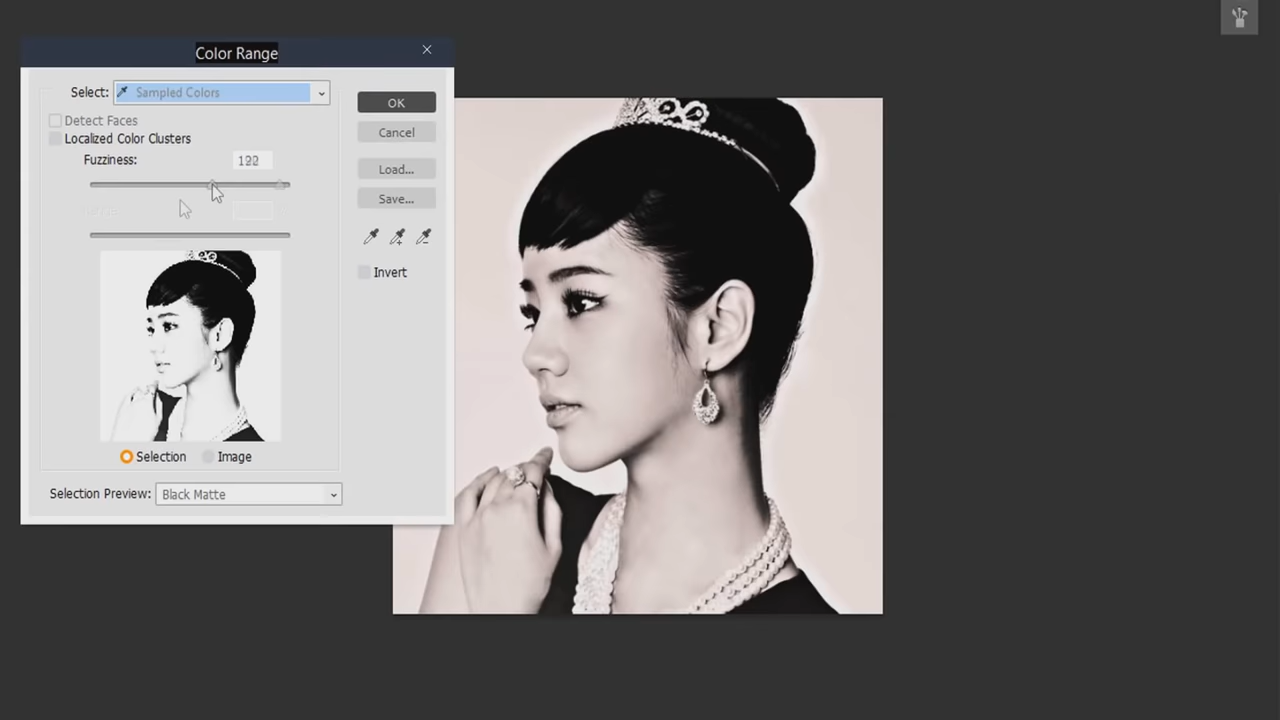 Color Range
Select: Sampled Colors
OK
Detect Faces
Cancel
Localized Color Clusters
Fuzziness:
Load...
Save...
Invert
Selection Image
Selection Preview: Black Matte